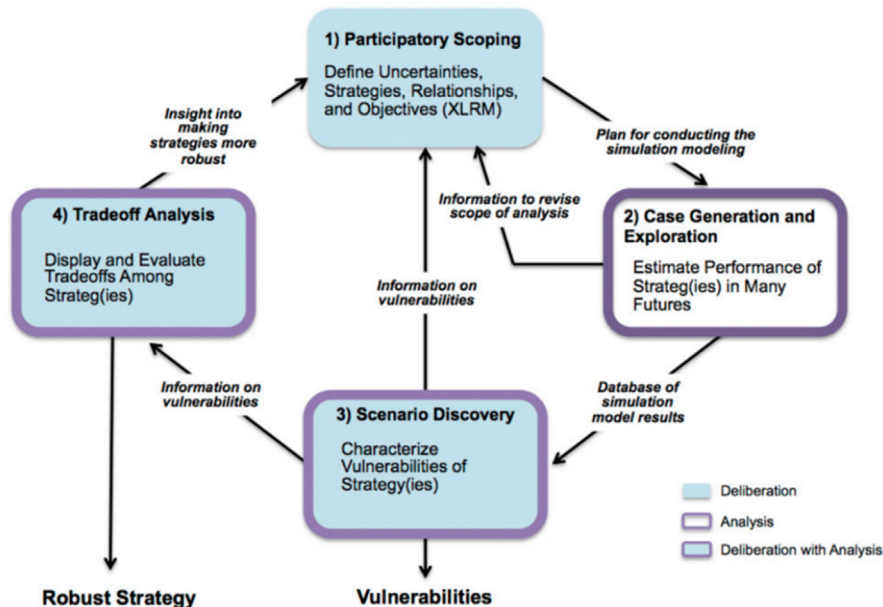 1) Participatory Scoping
Define Uncertainties,
Strategies, Relationships,
and Objectives (XLRM)
Insight into
making
strategies more
robust
Plan for conducting the
simulation modeling
Information to revise
scope of analysis
4) Tradeoff Analysis
Display and Evaluate
Tradeoffs Among
Strateg(ies)
2) Case Generation and
Exploration
Estimate Performance of
Strateg(ies) in Many
Futures
Information on
vulnerabilities
Information on
vulnerabilities
Database of
simulation
model results
3) Scenario Discovery
Characterize
Vulnerabilities of
Strategy(ies)
Deliberation
Analysis
Deliberation with Analysis
Robust Strategy
Vulnerabilities